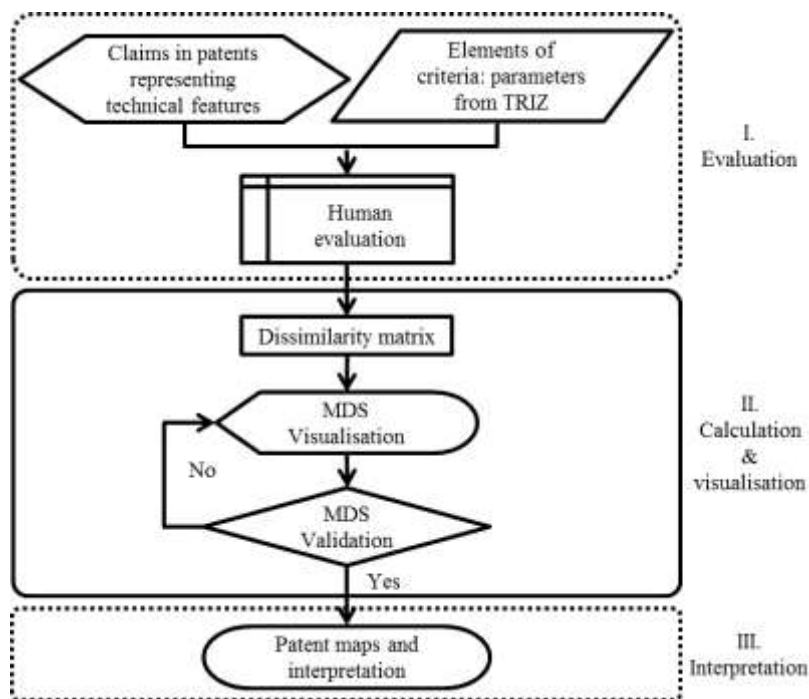 Claims in patents
representing
technical features
Elements of
criteria: parameters
from TRIZ
I.
Evaluation
Human
evaluation
Dissimilarity matrix
MDS
Visualisation
II.
Calculation
&
visualisation
No
MDS
Validation
Yes
Patent maps and
interpretation
III.
Interpretation